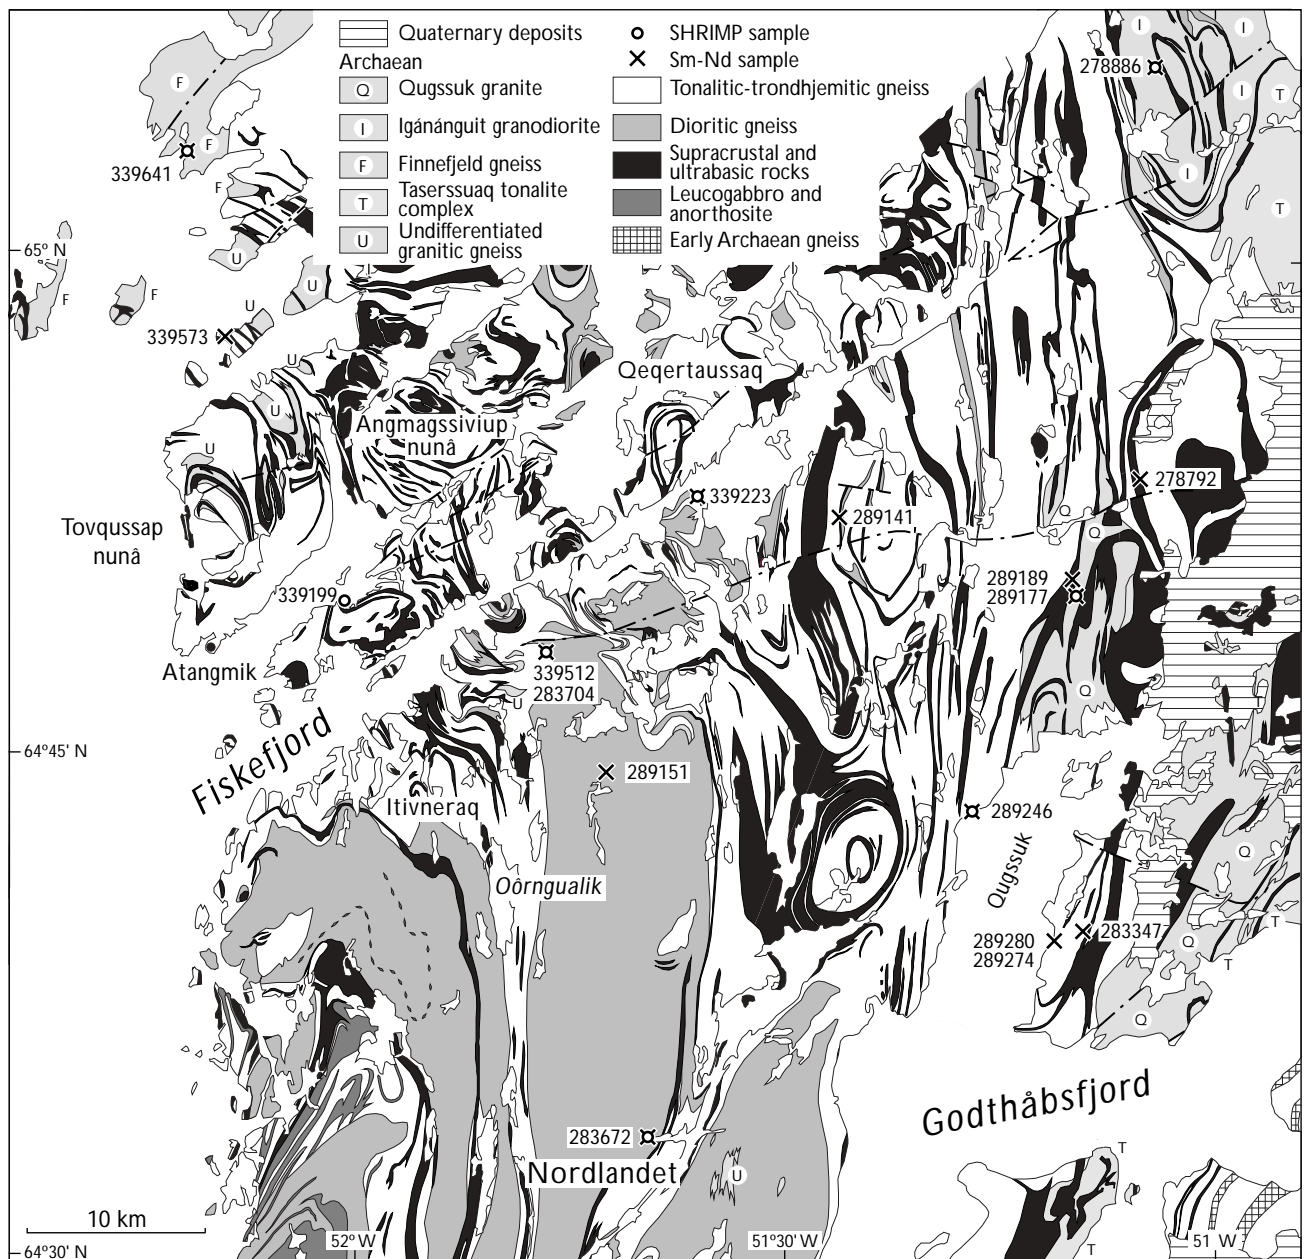 Quaternary deposits
Archaean
Q Qugssuk granite
I Igánánguit granodiorite
F Finnefjeld gneiss
T Taserssuaq tonalite
complex
U Undifferentiated
granitic gneiss
SHRIMP sample
Sm-Nd sample
Tonalitic-trondhjemitic gneiss
Dioritic gneiss
Supracrustal and
ultrabasic rocks
Leucogabbro and
anorthosite
Early Archaean gneiss
I
I
278886
F
I
T
F
339641
I
F
T
65° N
U
U
F
F
339573
U
U
Qeqertaussaq
U
Angmagssiviup
nunâ
U
278792
339223
Q
289141
Tovqussap
nunâ
Q
289189
289177
339199
Atangmik
339512
283704
U
Q
64°45' N
Fiskefjord
289151
Itivneraq
289246
Qugssuk
Q
Oôrngualik
T
283347
289280
289274
Q
T
Q
Godthåbsfjord
283672
T
Nordlandet
U
10 km
52° W
51°30' W
51 W
T
64°30' N